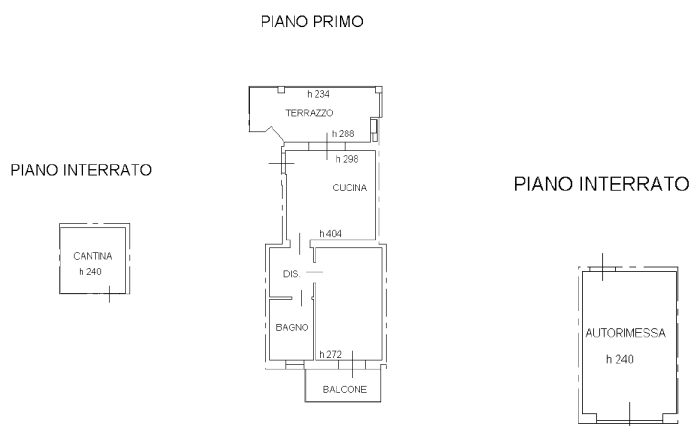 PIANO PRIMO
h 234
TERRAZZO
h 288
h 298
CUCINA
h 404
DIS.
BAGNO
h 272
BALCONE
PIANO INTERRATO
CANTINA
h 240
PIANO INTERRATO
AUTORIMESSA
h 240